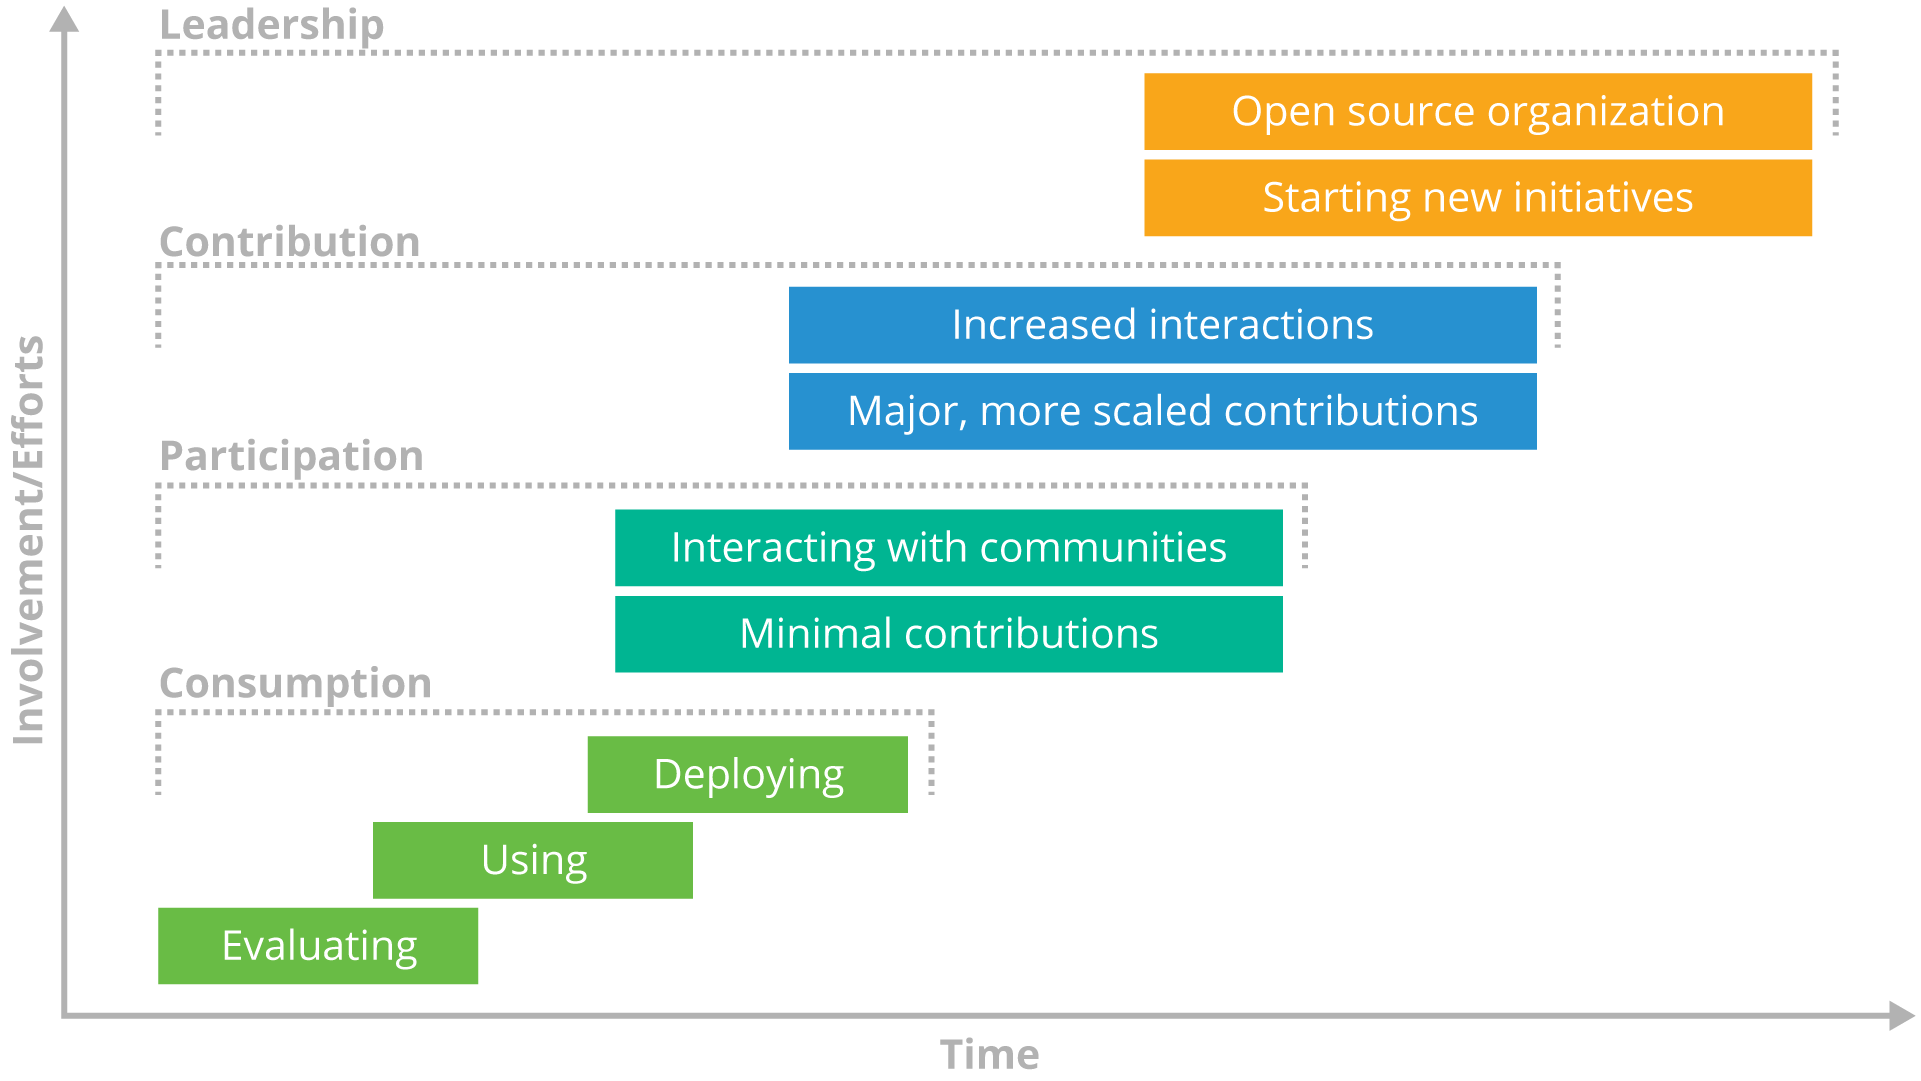 Leadership
Open source organization
Starting new initiatives
Contribution
Increased interactions
Major, more scaled contributions
Participation
Interacting with communities
Minimal contributions
Consumption
Deploying
Using
Evaluating
Involvement/Efforts
Time